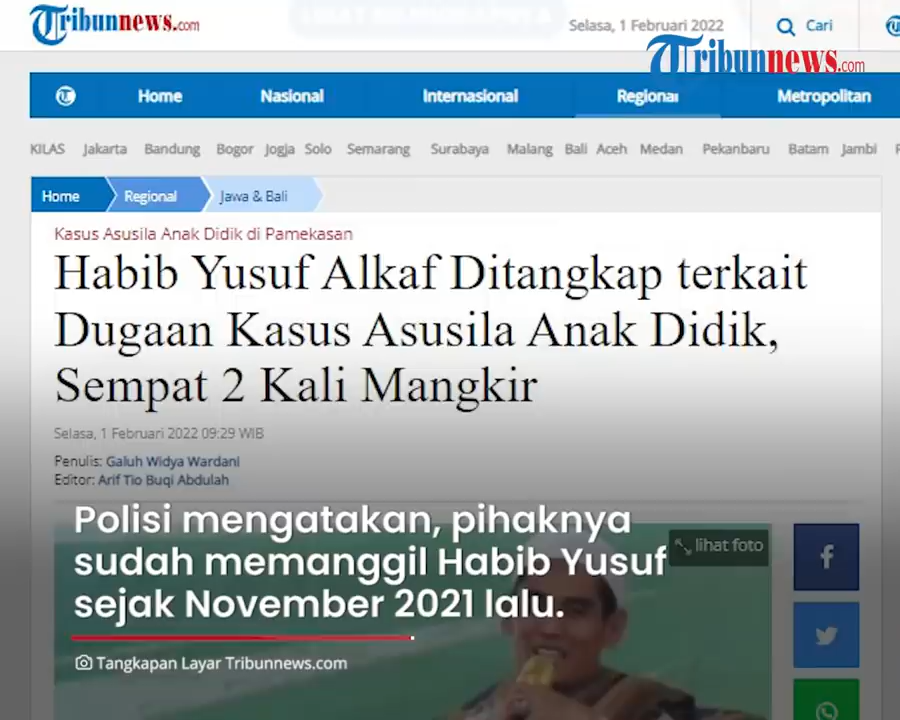 Tribunnews.com
Selasa, 1 Februari 2022
Cari
Tribunnews.com
Home Nasional Internasional Regional Metropolitan
KILAS Jakarta Bandung Bogor Jogja Solo Semarang Surabaya Malang Bali Aceh Medan Pekanbaru Batam Jambi
Home Regional Jawa & Bali
Kasus Asusila Anak Didik di Pamekasan
Habib Yusuf Alkaf Ditangkap terkait
Dugaan Kasus Asusila Anak Didik,
Sempat 2 Kali Mangkir
Selasa, 1 Februari 2022 09:29 WIB
Penulis: Galuh Widya Wardani
Editor: Arif Tio Buqi Abdulah
Polisi mengatakan, pihaknya
sudah memanggil Habib Yusuf
sejak November 2021 lalu.
lihat foto
Tangkapan Layar Tribunnews.com